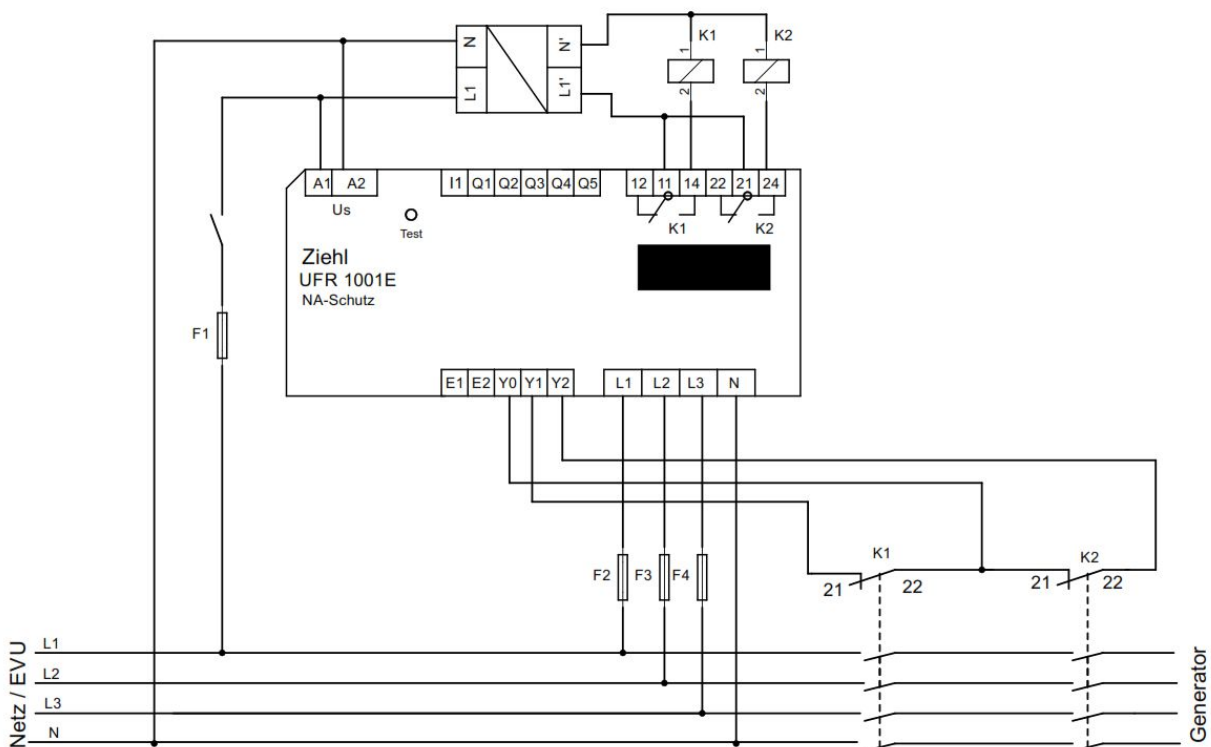 K1 K2
N N'
L1 L1'
1 1
2 2
A1 A2 I1 Q1 Q2 Q3 Q4 Q5 12 11 14 22 21 24
Us
Test
K1 K2
Ziehl
UFR 1001E
NA-Schutz
F1
E1 E2 Y0 Y1 Y2 L1 L2 L3 N
F2 F3 F4
K1 K2
21 22 21 22
Netz / EVU
L1
L2
L3
N
Generator